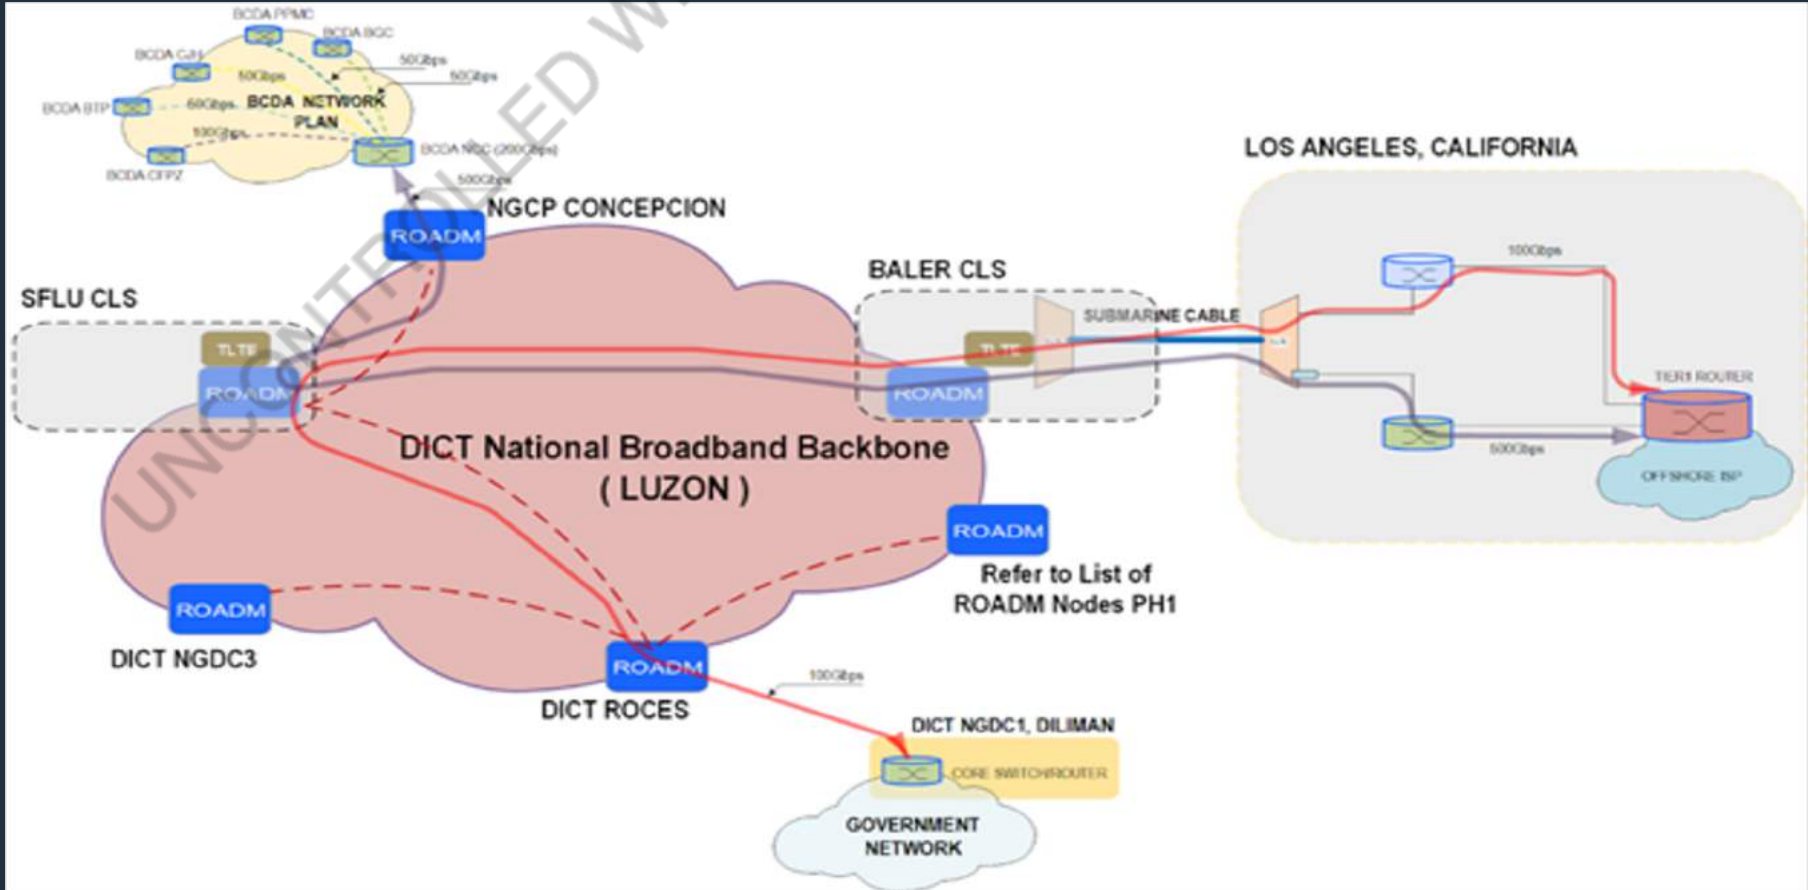 BCDA PPMC
BCDA BGC
BCDA CJH
50Gbps
50Gbps
50Gbps
BCDA BTP
50Gbps
BCDA NETWORK
PLAN
100Gbps
BCDA NGC (200Gbps)
BCDA CFPZ
500Gbps
UNCONTROLLED
ROADM
NGCP CONCEPCION
SFLU CLS
TLTE
ROADM
BALER CLS
SUBMARINE CABLE
TLTE
ROADM
LOS ANGELES, CALIFORNIA
100Gbps
TIER1 ROUTER
500Gbps
OFFSHORE ISP
DICT National Broadband Backbone
( LUZON )
ROADM
Refer to List of
ROADM Nodes PH1
ROADM
DICT NGDC3
ROADM
DICT ROCES
100Gbps
DICT NGDC1, DILIMAN
CORE SWITCH/ROUTER
GOVERNMENT
NETWORK